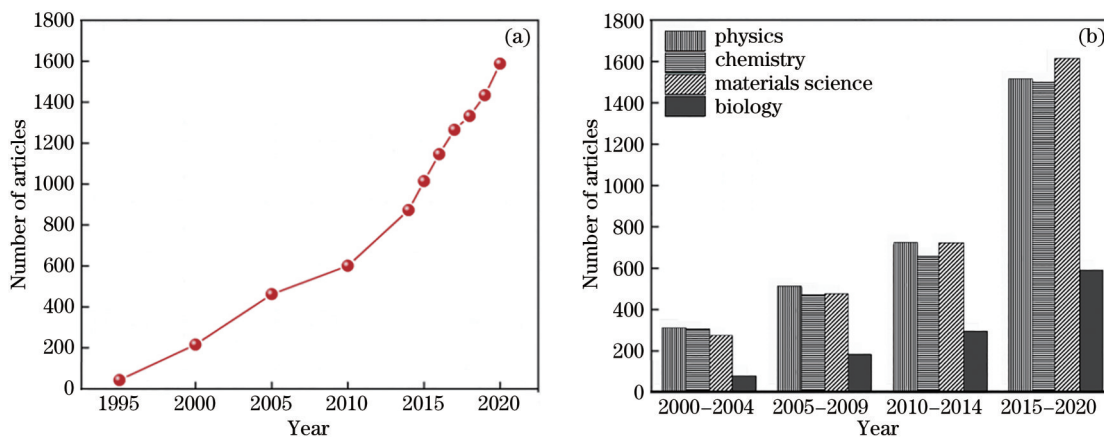 (a)
Number of articles
1800
1600
1400
1200
1000
800
600
400
200
0
1995 2000 2005 2010 2015 2020
Year
(b)
physics
chemistry
materials science
biology
Number of articles
1800
1600
1400
1200
1000
800
600
400
200
0
2000–2004 2005–2009 2010–2014 2015–2020
Year